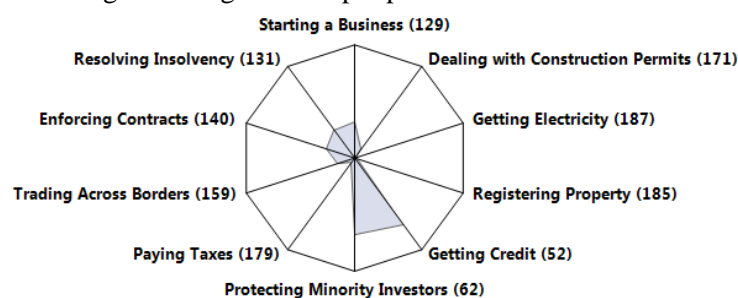 Starting a Business (129)
Resolving Insolvency (131)
Dealing with Construction Permits (171)
Enforcing Contracts (140)
Getting Electricity (187)
Trading Across Borders (159)
Registering Property (185)
Paying Taxes (179)
Getting Credit (52)
Protecting Minority Investors (62)